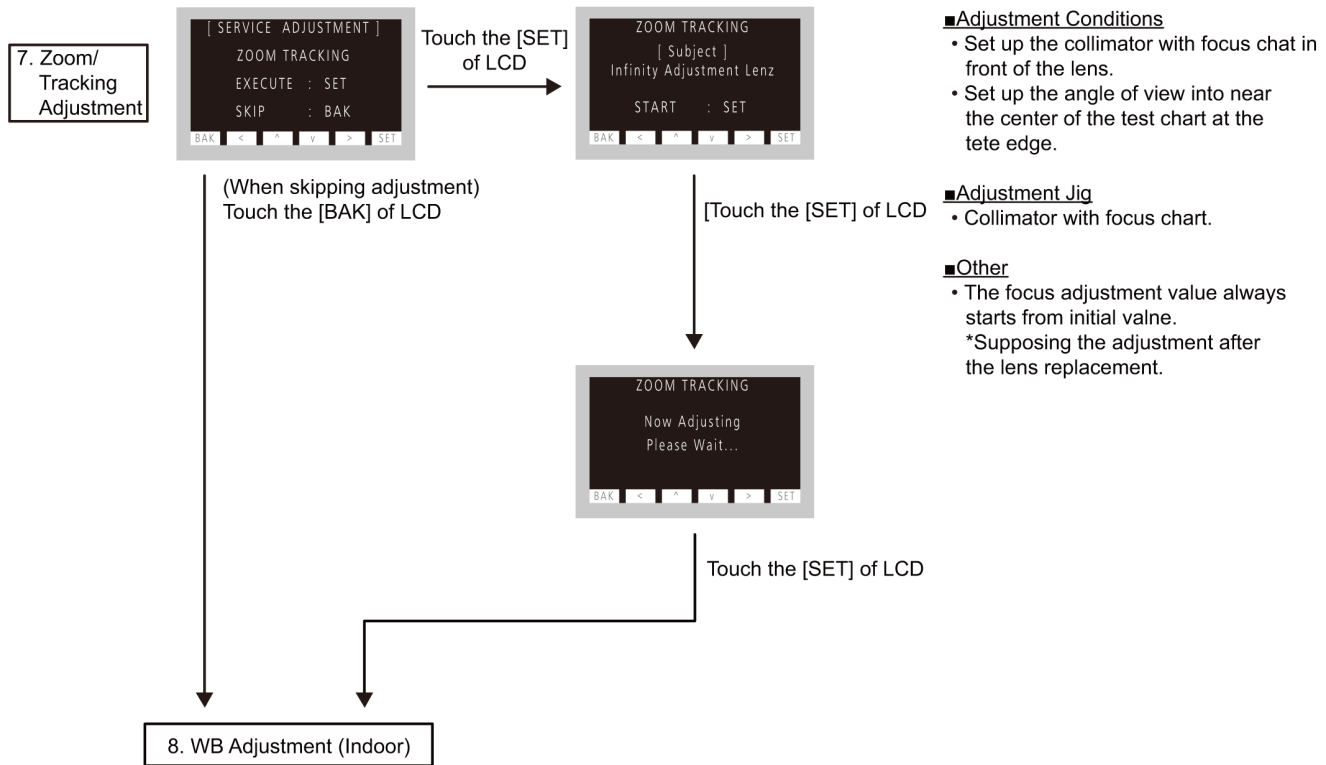 7. Zoom/
Tracking
Adjustment
[ SERVICE ADJUSTMENT ]
ZOOM TRACKING
EXECUTE : SET
SKIP : BAK
BAK < ^ v > SET
Touch the [SET]
of LCD
ZOOM TRACKING
[ Subject ]
Infinity Adjustment Lenz
START : SET
BAK < ^ v > SET
(When skipping adjustment)
Touch the [BAK] of LCD
[Touch the [SET] of LCD
ZOOM TRACKING
Now Adjusting
Please Wait...
BAK < ^ v > SET
Touch the [SET] of LCD
8. WB Adjustment (Indoor)
■Adjustment Conditions
• Set up the collimator with focus chat in
front of the lens.
• Set up the angle of view into near
the center of the test chart at the
tete edge.
■Adjustment Jig
• Collimator with focus chart.
■Other
• The focus adjustment value always
starts from initial valne.
*Supposing the adjustment after
the lens replacement.